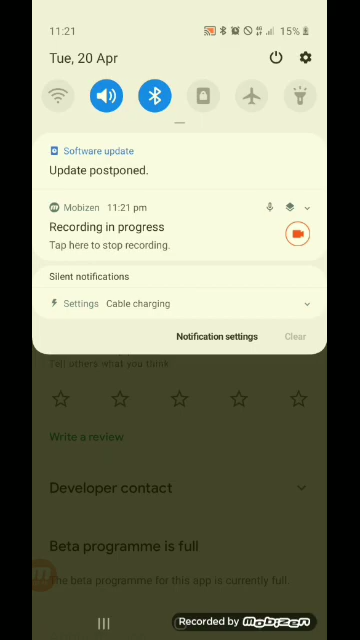 11:21
15%
Tue, 20 Apr
Software update
Update postponed.
Mobizen 11:21 pm
Recording in progress
Tap here to stop recording.
Silent notifications
Settings Cable charging
Notification settings Clear
Tell others what you think
Write a review
Developer contact
Beta programme is full
The beta programme for this app is currently full.
Recorded by mobizen